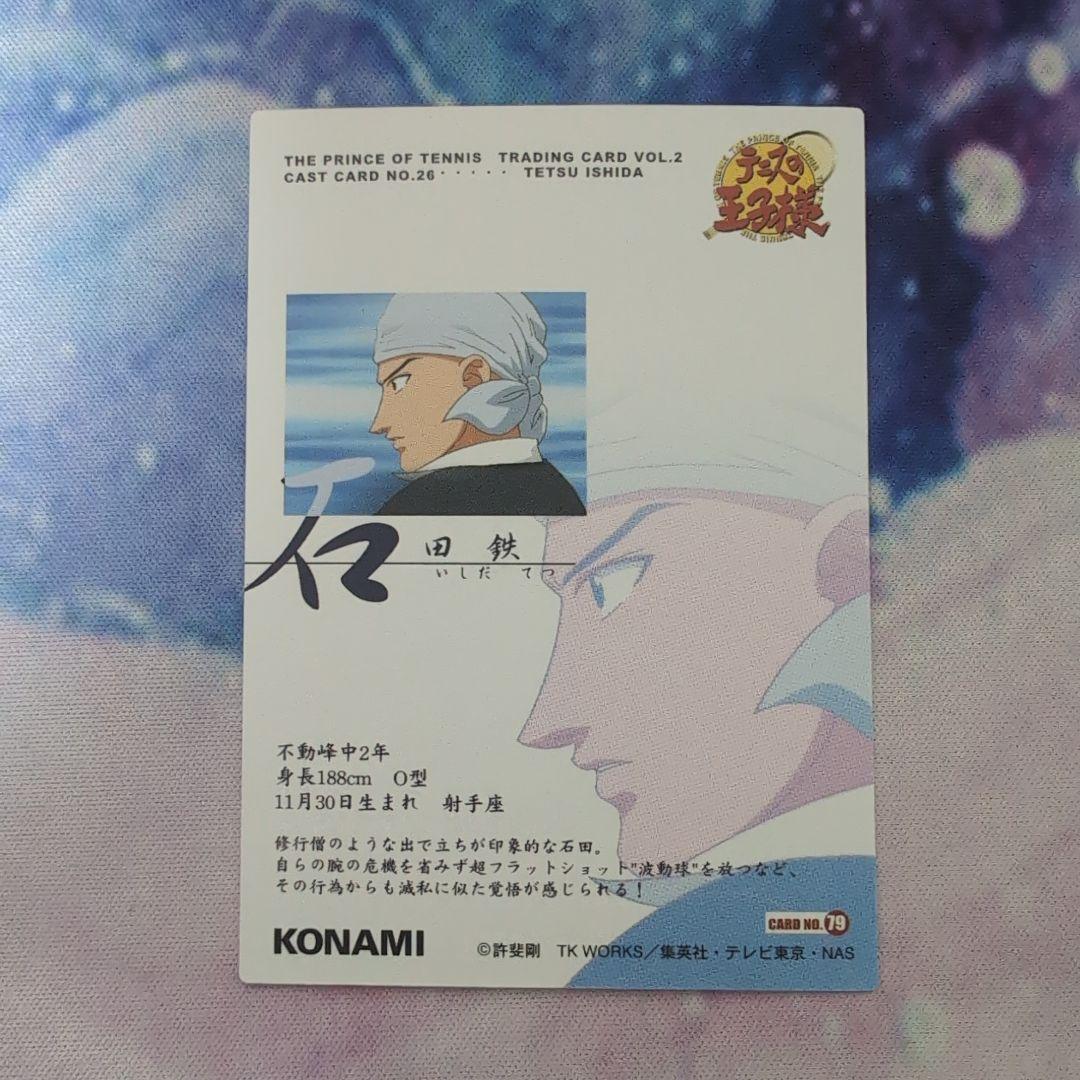 THE PRINCE OF TENNIS TRADING CARD VOL.2
CAST CARD NO.26····· TETSU ISHIDA
THE PRINCE OF TENNIS
テニスの
王子様
石田 鉄
いしだ てつ
不動峰中2年
身長188cm O型
11月30日生まれ 射手座
修行僧のような出で立ちが印象的な石田。
自らの腕の危機を省みず超フラットショット"波動球"を放つなど、
その行為からも滅私に似た覚悟が感じられる!
CARD NO. 79
KONAMI
©許斐剛 TK WORKS/集英社・テレビ東京・NAS